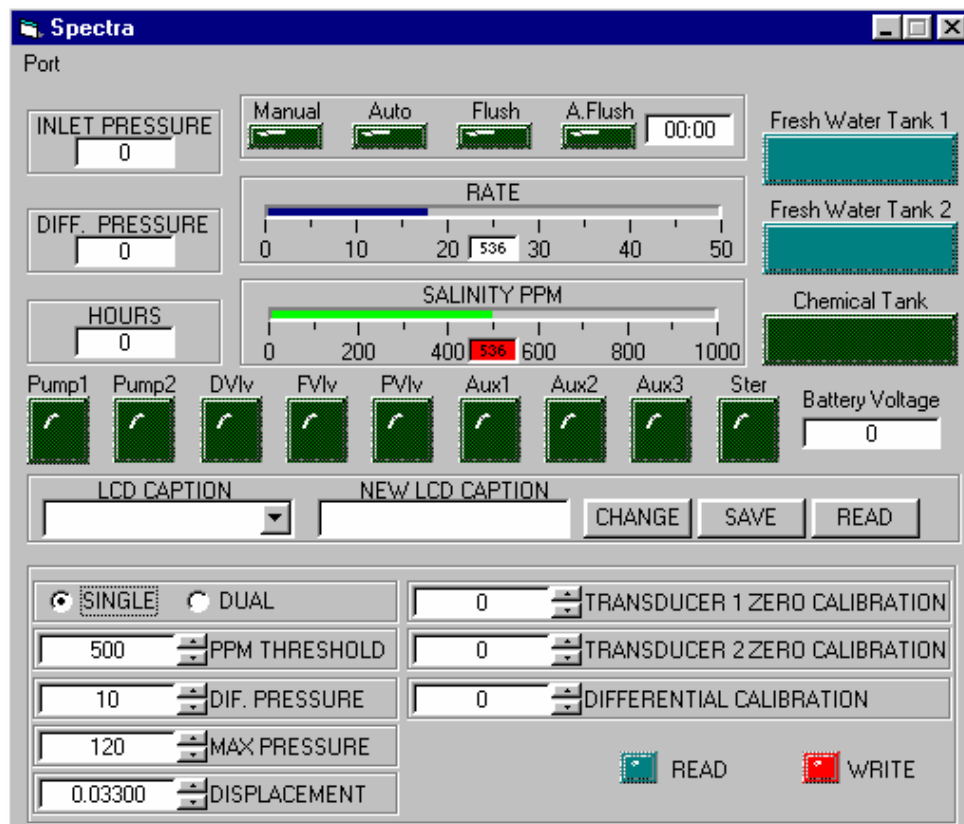 Spectra
Port
INLET PRESSURE
0
Manual Auto Flush A.Flush 00:00
Fresh Water Tank 1
RATE
0 10 20 536 30 40 50
DIFF. PRESSURE
0
Fresh Water Tank 2
SALINITY PPM
0 200 400 536 600 800 1000
HOURS
0
Chemical Tank
Pump1 Pump2 DVlv FVlv PVlv Aux1 Aux2 Aux3 Ster
Battery Voltage
0
LCD CAPTION NEW LCD CAPTION
CHANGE SAVE READ
SINGLE DUAL
500 PPM THRESHOLD
10 DIF. PRESSURE
120 MAX PRESSURE
0.03300 DISPLACEMENT
0 TRANSDUCER 1 ZERO CALIBRATION
0 TRANSDUCER 2 ZERO CALIBRATION
0 DIFFERENTIAL CALIBRATION
READ WRITE